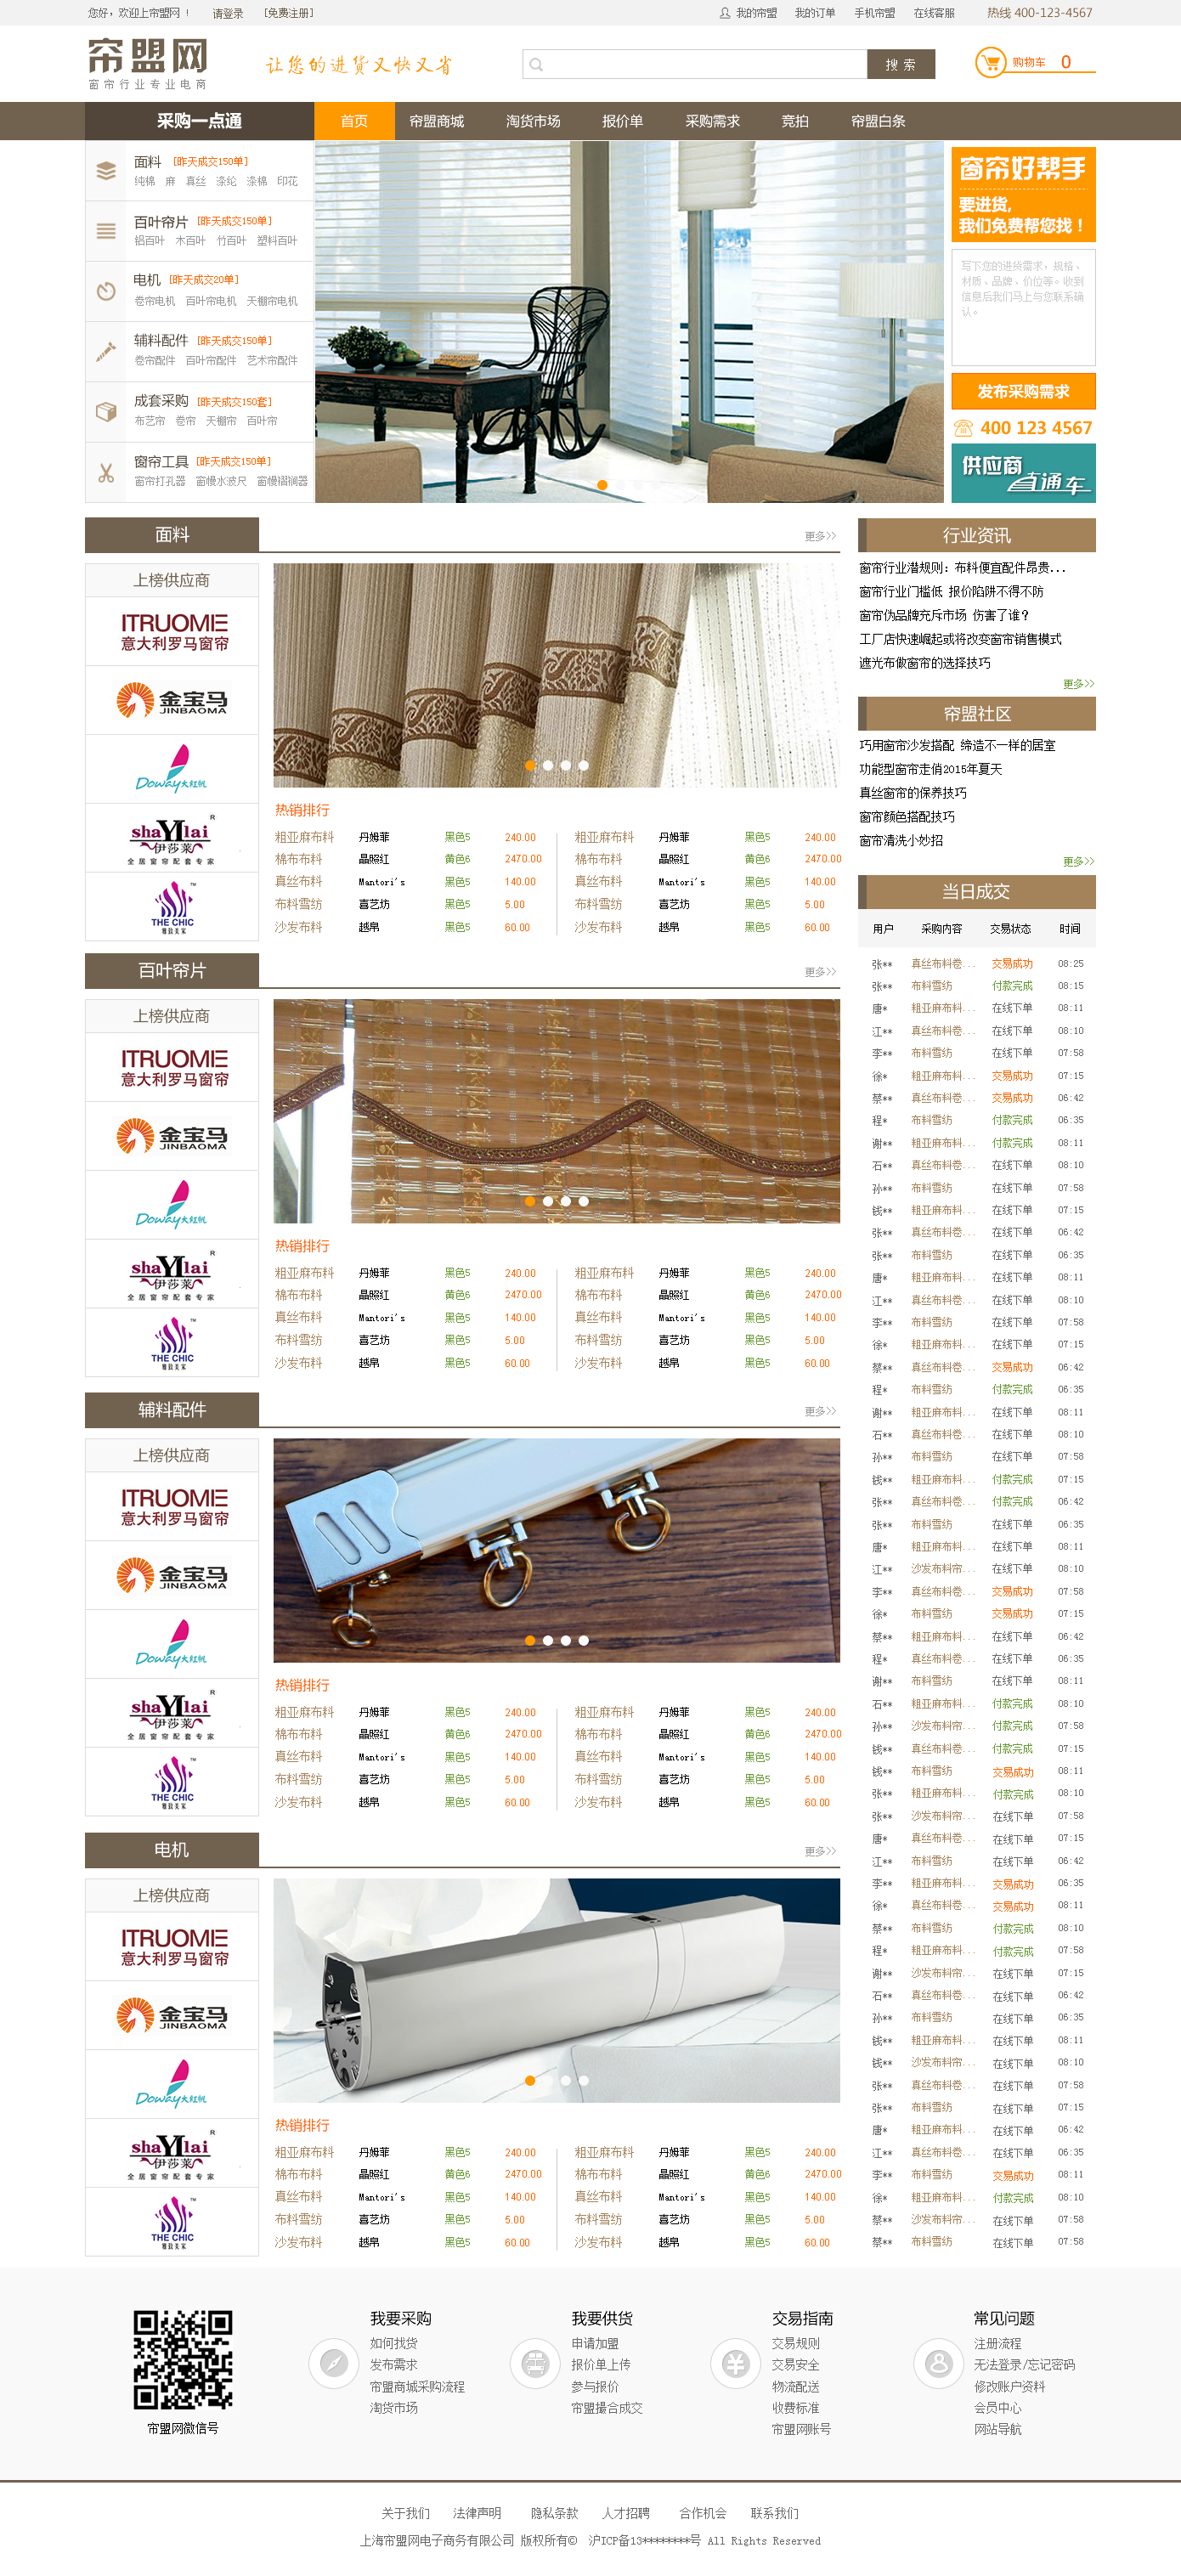 您好，欢迎上帘盟网 ！ 请登录 [免费注册] 我的帘盟 我的订单 手机帘盟 在线客服 热线 400-123-4567
帘盟网
窗帘行业专业电商
让您的进货又快又省
搜 索
购物车 0
采购一点通 首页 帘盟商城 淘货市场 报价单 采购需求 竞拍 帘盟白条
面料 [昨天成交150单]
纯棉 麻 真丝 涤纶 涤棉 印花
百叶帘片 [昨天成交150单]
铝百叶 木百叶 竹百叶 塑料百叶
电机 [昨天成交20单]
卷帘电机 百叶帘电机 天棚帘电机
辅料配件 [昨天成交150单]
卷帘配件 百叶帘配件 艺术帘配件
成套采购 [昨天成交150套]
布艺帘 卷帘 天棚帘 百叶帘
窗帘工具 [昨天成交150单]
窗帘打孔器 窗幔水波尺 窗幔褶裥器
窗帘好帮手
要进货，
我们免费帮您找！
写下您的进货需求，规格、
材质、品牌、价位等。收到
信息后我们马上与您联系确
认。
发布采购需求
400 123 4567
供应商
直通车
面料 更多>>
上榜供应商
ITRUOME
意大利罗马窗帘
金宝马
JINBAOMA
Doway大红帆
shaYIlai R
伊莎莱
全居窗帘配套专家
THE CHIC
雅致美家
热销排行
粗亚麻布料 丹姆菲 黑色5 240.00 粗亚麻布料 丹姆菲 黑色5 240.00
棉布布料 晶照红 黄色6 2470.00 棉布布料 晶照红 黄色6 2470.00
真丝布料 Mantori's 黑色5 140.00 真丝布料 Mantori's 黑色5 140.00
布料雪纺 喜艺坊 黑色5 5.00 布料雪纺 喜艺坊 黑色5 5.00
沙发布料 越帛 黑色5 60.00 沙发布料 越帛 黑色5 60.00
百叶帘片 更多>>
上榜供应商
ITRUOME
意大利罗马窗帘
金宝马
JINBAOMA
Doway大红帆
shaYIlai R
伊莎莱
全居窗帘配套专家
THE CHIC
雅致美家
热销排行
粗亚麻布料 丹姆菲 黑色5 240.00 粗亚麻布料 丹姆菲 黑色5 240.00
棉布布料 晶照红 黄色6 2470.00 棉布布料 晶照红 黄色6 2470.00
真丝布料 Mantori's 黑色5 140.00 真丝布料 Mantori's 黑色5 140.00
布料雪纺 喜艺坊 黑色5 5.00 布料雪纺 喜艺坊 黑色5 5.00
沙发布料 越帛 黑色5 60.00 沙发布料 越帛 黑色5 60.00
辅料配件 更多>>
上榜供应商
ITRUOME
意大利罗马窗帘
金宝马
JINBAOMA
Doway大红帆
shaYIlai R
伊莎莱
全居窗帘配套专家
THE CHIC
雅致美家
热销排行
粗亚麻布料 丹姆菲 黑色5 240.00 粗亚麻布料 丹姆菲 黑色5 240.00
棉布布料 晶照红 黄色6 2470.00 棉布布料 晶照红 黄色6 2470.00
真丝布料 Mantori's 黑色5 140.00 真丝布料 Mantori's 黑色5 140.00
布料雪纺 喜艺坊 黑色5 5.00 布料雪纺 喜艺坊 黑色5 5.00
沙发布料 越帛 黑色5 60.00 沙发布料 越帛 黑色5 60.00
电机 更多>>
上榜供应商
ITRUOME
意大利罗马窗帘
金宝马
JINBAOMA
Doway大红帆
shaYIlai R
伊莎莱
全居窗帘配套专家
THE CHIC
雅致美家
热销排行
粗亚麻布料 丹姆菲 黑色5 240.00 粗亚麻布料 丹姆菲 黑色5 240.00
棉布布料 晶照红 黄色6 2470.00 棉布布料 晶照红 黄色6 2470.00
真丝布料 Mantori's 黑色5 140.00 真丝布料 Mantori's 黑色5 140.00
布料雪纺 喜艺坊 黑色5 5.00 布料雪纺 喜艺坊 黑色5 5.00
沙发布料 越帛 黑色5 60.00 沙发布料 越帛 黑色5 60.00
行业资讯
窗帘行业潜规则：布料便宜配件昂贵...
窗帘行业门槛低 报价陷阱不得不防
窗帘伪品牌充斥市场 伤害了谁？
工厂店快速崛起或将改变窗帘销售模式
遮光布做窗帘的选择技巧
更多>>
帘盟社区
巧用窗帘沙发搭配 缔造不一样的居室
功能型窗帘走俏2015年夏天
真丝窗帘的保养技巧
窗帘颜色搭配技巧
窗帘清洗小妙招
更多>>
当日成交
用户 采购内容 交易状态 时间
张** 真丝布料卷... 交易成功 08:25
张** 布料雪纺 付款完成 08:15
唐* 粗亚麻布料... 在线下单 08:11
江** 真丝布料卷... 在线下单 08:10
李** 布料雪纺 在线下单 07:58
徐* 粗亚麻布料... 交易成功 07:15
蔡** 真丝布料卷... 交易成功 06:42
程* 布料雪纺 付款完成 06:35
谢** 粗亚麻布料... 付款完成 08:11
石** 真丝布料卷... 在线下单 08:10
孙** 布料雪纺 在线下单 07:58
钱** 粗亚麻布料... 在线下单 07:15
张** 真丝布料卷... 在线下单 06:42
张** 布料雪纺 在线下单 06:35
唐* 粗亚麻布料... 在线下单 08:11
江** 真丝布料卷... 在线下单 08:10
李** 布料雪纺 在线下单 07:58
徐* 粗亚麻布料... 在线下单 07:15
蔡** 真丝布料卷... 交易成功 06:42
程* 布料雪纺 付款完成 06:35
谢** 粗亚麻布料... 在线下单 08:11
石** 真丝布料卷... 在线下单 08:10
孙** 布料雪纺 在线下单 07:58
钱** 粗亚麻布料... 付款完成 07:15
张** 真丝布料卷... 付款完成 06:42
张** 布料雪纺 在线下单 06:35
唐* 粗亚麻布料... 在线下单 08:11
江** 沙发布料帘... 在线下单 08:10
李** 真丝布料卷... 交易成功 07:58
徐* 布料雪纺 交易成功 07:15
蔡** 粗亚麻布料... 在线下单 06:42
程* 真丝布料卷... 在线下单 06:35
谢** 布料雪纺 在线下单 08:11
石** 粗亚麻布料... 付款完成 08:10
孙** 沙发布料帘... 付款完成 07:58
钱** 真丝布料卷... 付款完成 07:15
钱** 布料雪纺 交易成功 08:11
张** 粗亚麻布料... 付款完成 08:10
张** 沙发布料帘... 在线下单 07:58
唐* 真丝布料卷... 在线下单 07:15
江** 布料雪纺 在线下单 06:42
李** 粗亚麻布料... 交易成功 06:35
徐* 真丝布料卷... 交易成功 08:11
蔡** 布料雪纺 付款完成 08:10
程* 粗亚麻布料... 付款完成 07:58
谢** 沙发布料帘... 在线下单 07:15
石** 真丝布料卷... 在线下单 06:42
孙** 布料雪纺 在线下单 06:35
钱** 粗亚麻布料... 在线下单 08:11
钱** 沙发布料帘... 在线下单 08:10
张** 真丝布料卷... 在线下单 07:58
张** 布料雪纺 在线下单 07:15
唐* 粗亚麻布料... 在线下单 06:42
江** 真丝布料卷... 在线下单 06:35
李** 布料雪纺 交易成功 08:11
徐* 粗亚麻布料... 付款完成 08:10
蔡** 沙发布料帘... 在线下单 07:58
蔡** 布料雪纺 在线下单 07:58
帘盟网微信号
我要采购
如何找货
发布需求
帘盟商城采购流程
淘货市场
我要供货
申请加盟
报价单上传
参与报价
帘盟撮合成交
交易指南
交易规则
交易安全
物流配送
收费标准
帘盟网账号
常见问题
注册流程
无法登录/忘记密码
修改账户资料
会员中心
网站导航
关于我们 法律声明 隐私条款 人才招聘 合作机会 联系我们
上海帘盟网电子商务有限公司 版权所有© 沪ICP备13********号 All Rights Reserved